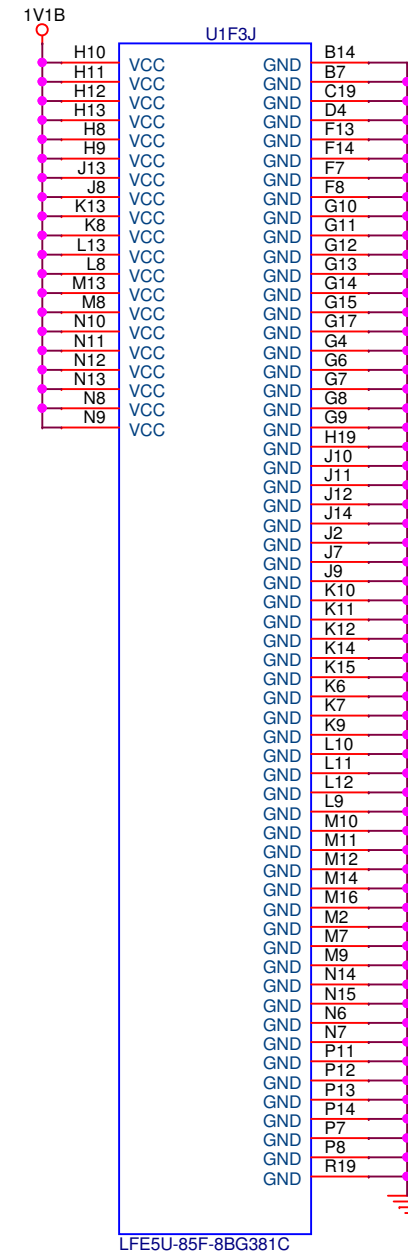 1V1B
U1F3J
H10 VCC GND B14
H11 VCC GND B7
H12 VCC GND C19
H13 VCC GND D4
H8 VCC GND F13
H9 VCC GND F14
J13 VCC GND F7
J8 VCC GND F8
K13 VCC GND G10
K8 VCC GND G11
L13 VCC GND G12
L8 VCC GND G13
M13 VCC GND G14
M8 VCC GND G15
N10 VCC GND G17
N11 VCC GND G4
N12 VCC GND G6
N13 VCC GND G7
N8 VCC GND G8
N9 VCC GND G9
GND H19
GND J10
GND J11
GND J12
GND J14
GND J2
GND J7
GND J9
GND K10
GND K11
GND K12
GND K14
GND K15
GND K6
GND K7
GND K9
GND L10
GND L11
GND L12
GND L9
GND M10
GND M11
GND M12
GND M14
GND M16
GND M2
GND M7
GND M9
GND N14
GND N15
GND N6
GND N7
GND P11
GND P12
GND P13
GND P14
GND P7
GND P8
GND R19
LFE5U-85F-8BG381C